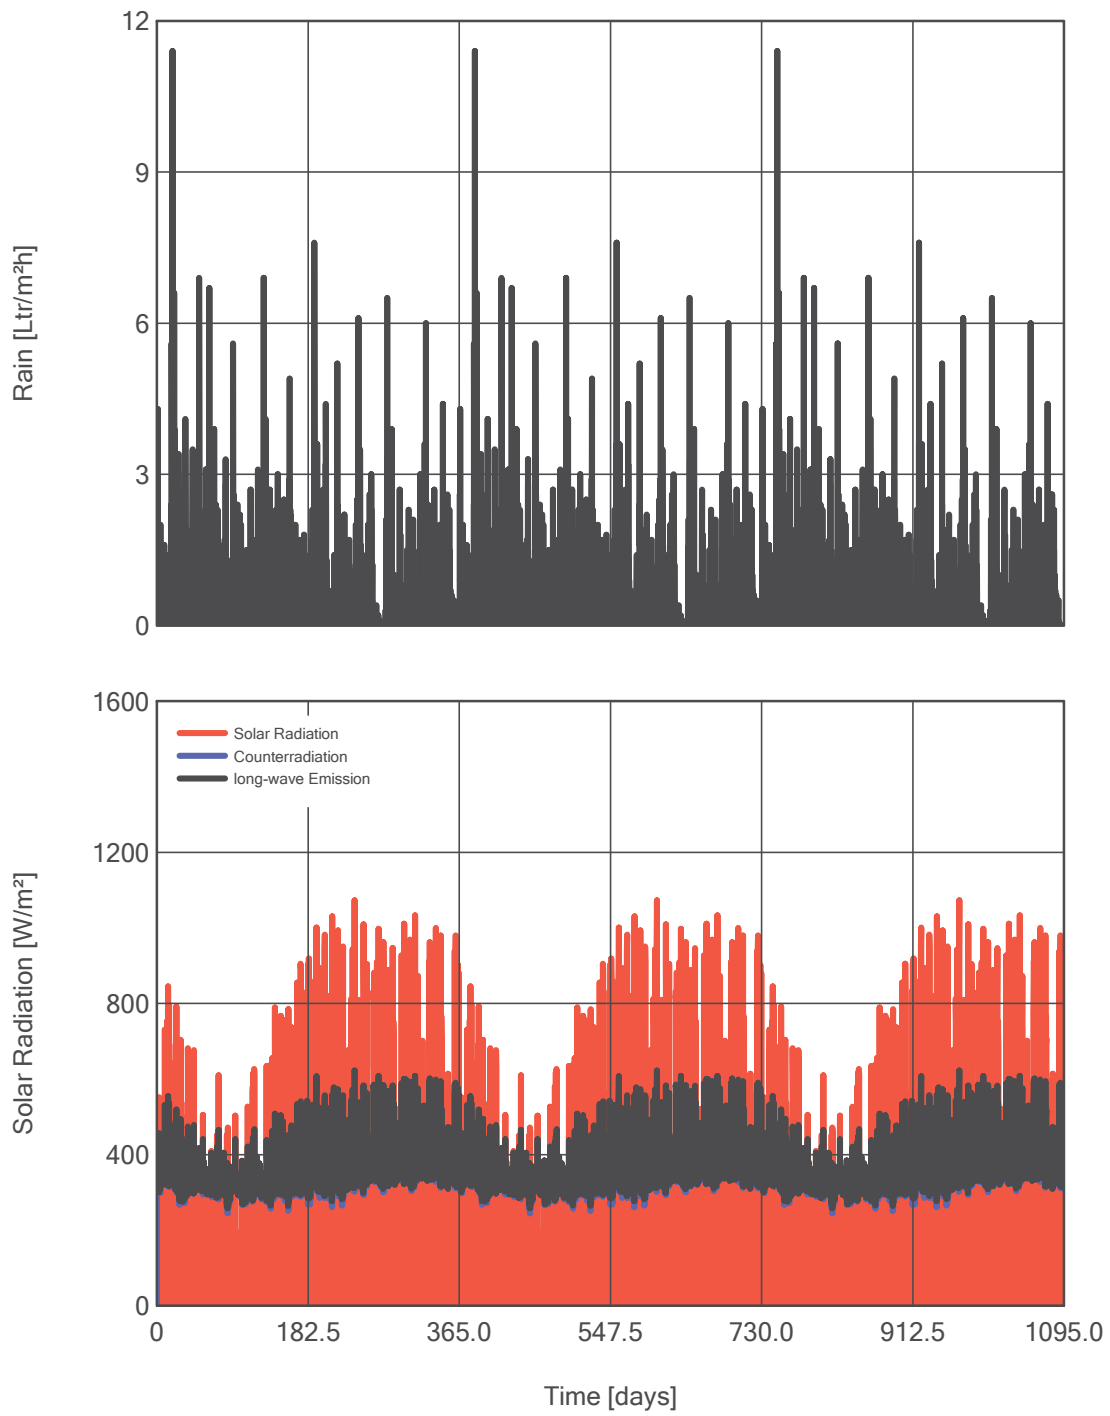 12
9
6
3
0
Rain [Ltr/m²h]
1600
1200
800
400
0
Solar Radiation [W/m²]
Solar Radiation
Counterradiation
long-wave Emission
0 182.5 365.0 547.5 730.0 912.5 1095.0
Time [days]